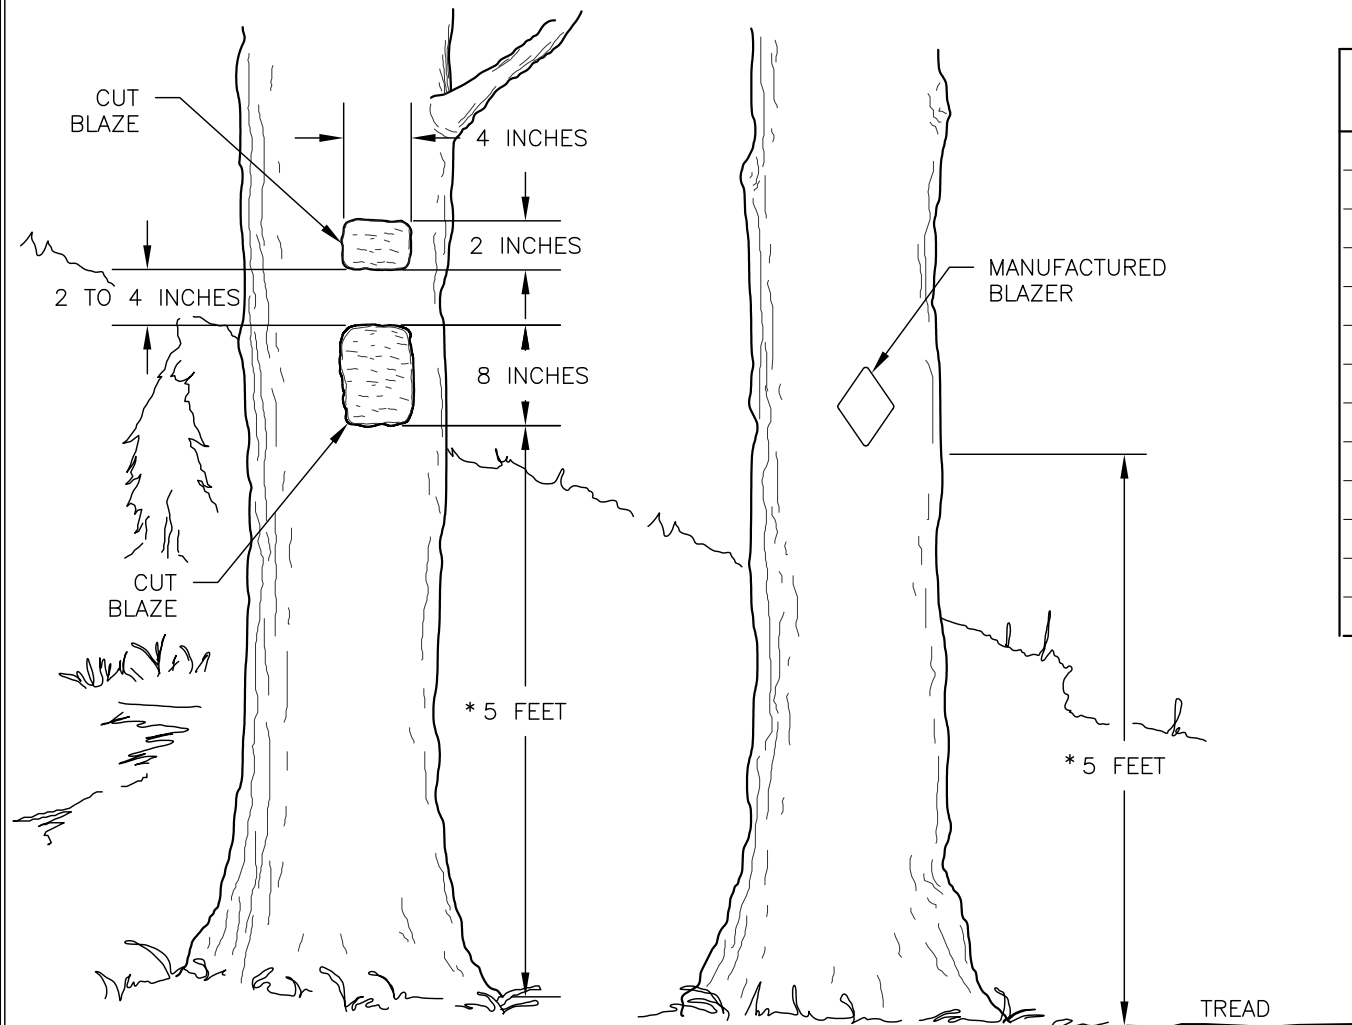 CUT
BLAZE
4 INCHES
2 INCHES
2 TO 4 INCHES
8 INCHES
CUT
BLAZE
*5 FEET
MANUFACTURED
BLAZER
*5 FEET
TREAD